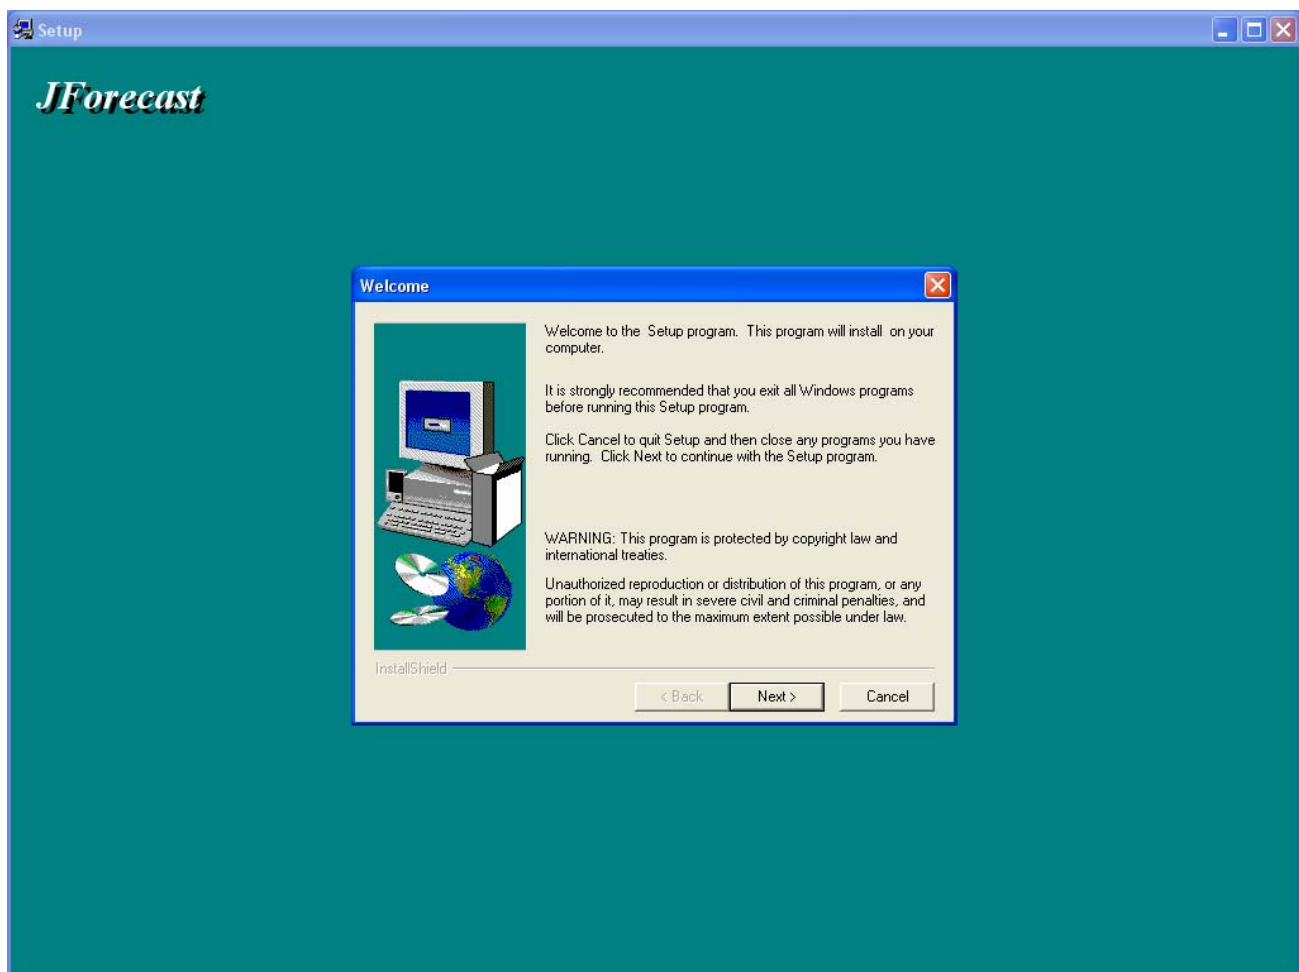 Setup
JForecast
Welcome
Welcome to the  Setup program.  This program will install  on your
computer.
It is strongly recommended that you exit all Windows programs
before running this Setup program.
Click Cancel to quit Setup and then close any programs you have
running.  Click Next to continue with the Setup program.
WARNING: This program is protected by copyright law and
international treaties.
Unauthorized reproduction or distribution of this program, or any
portion of it, may result in severe civil and criminal penalties, and
will be prosecuted to the maximum extent possible under law.
InstallShield
< Back Next > Cancel